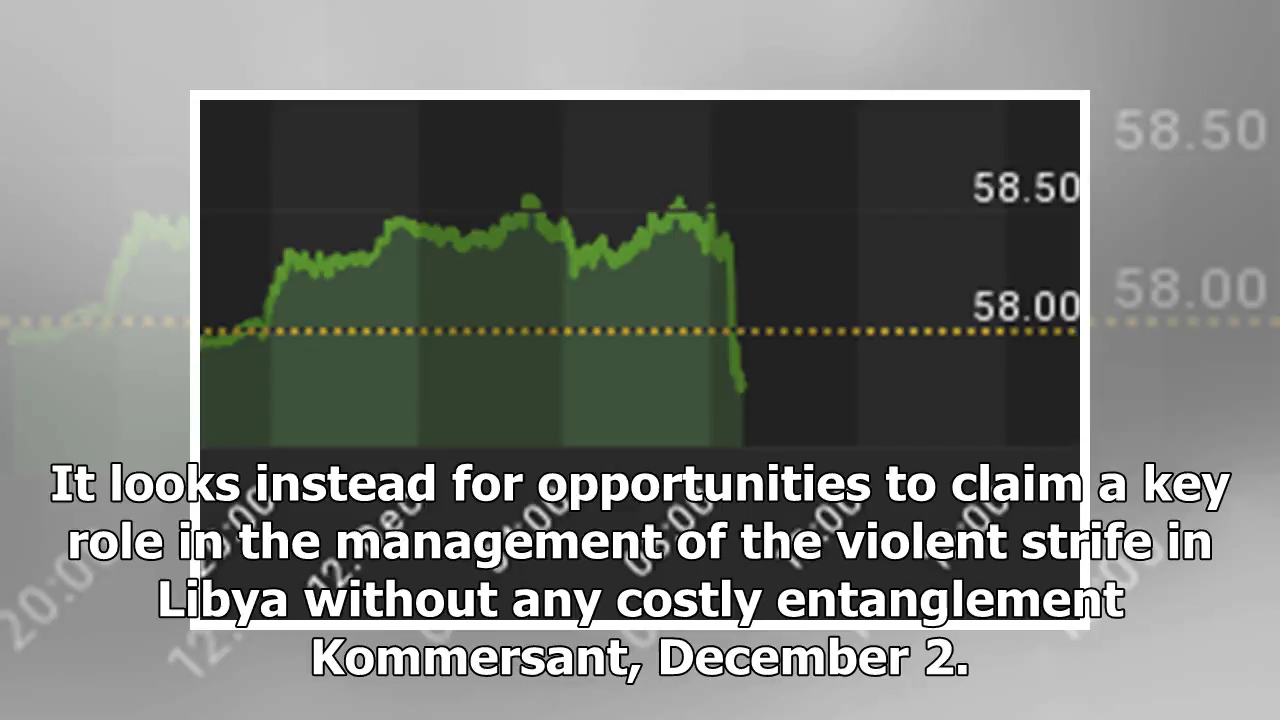 58.50
58.50
58.00
58.00
It looks instead for opportunities to claim a key
role in the management of the violent strife in
Libya without any costly entanglement
Kommersant, December 2.